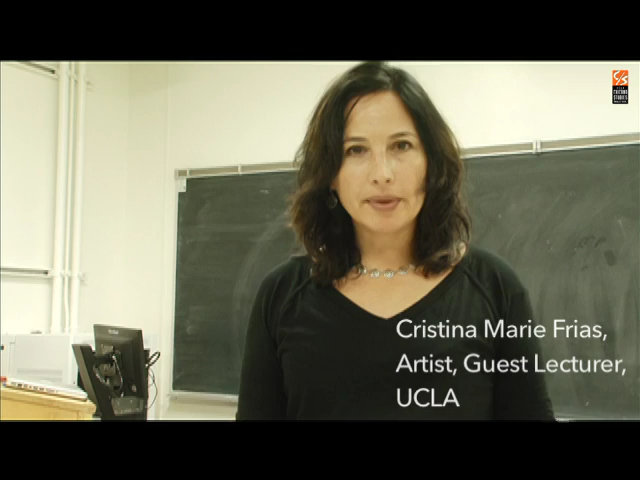 Cristina Marie Frias,
Artist, Guest Lecturer,
UCLA